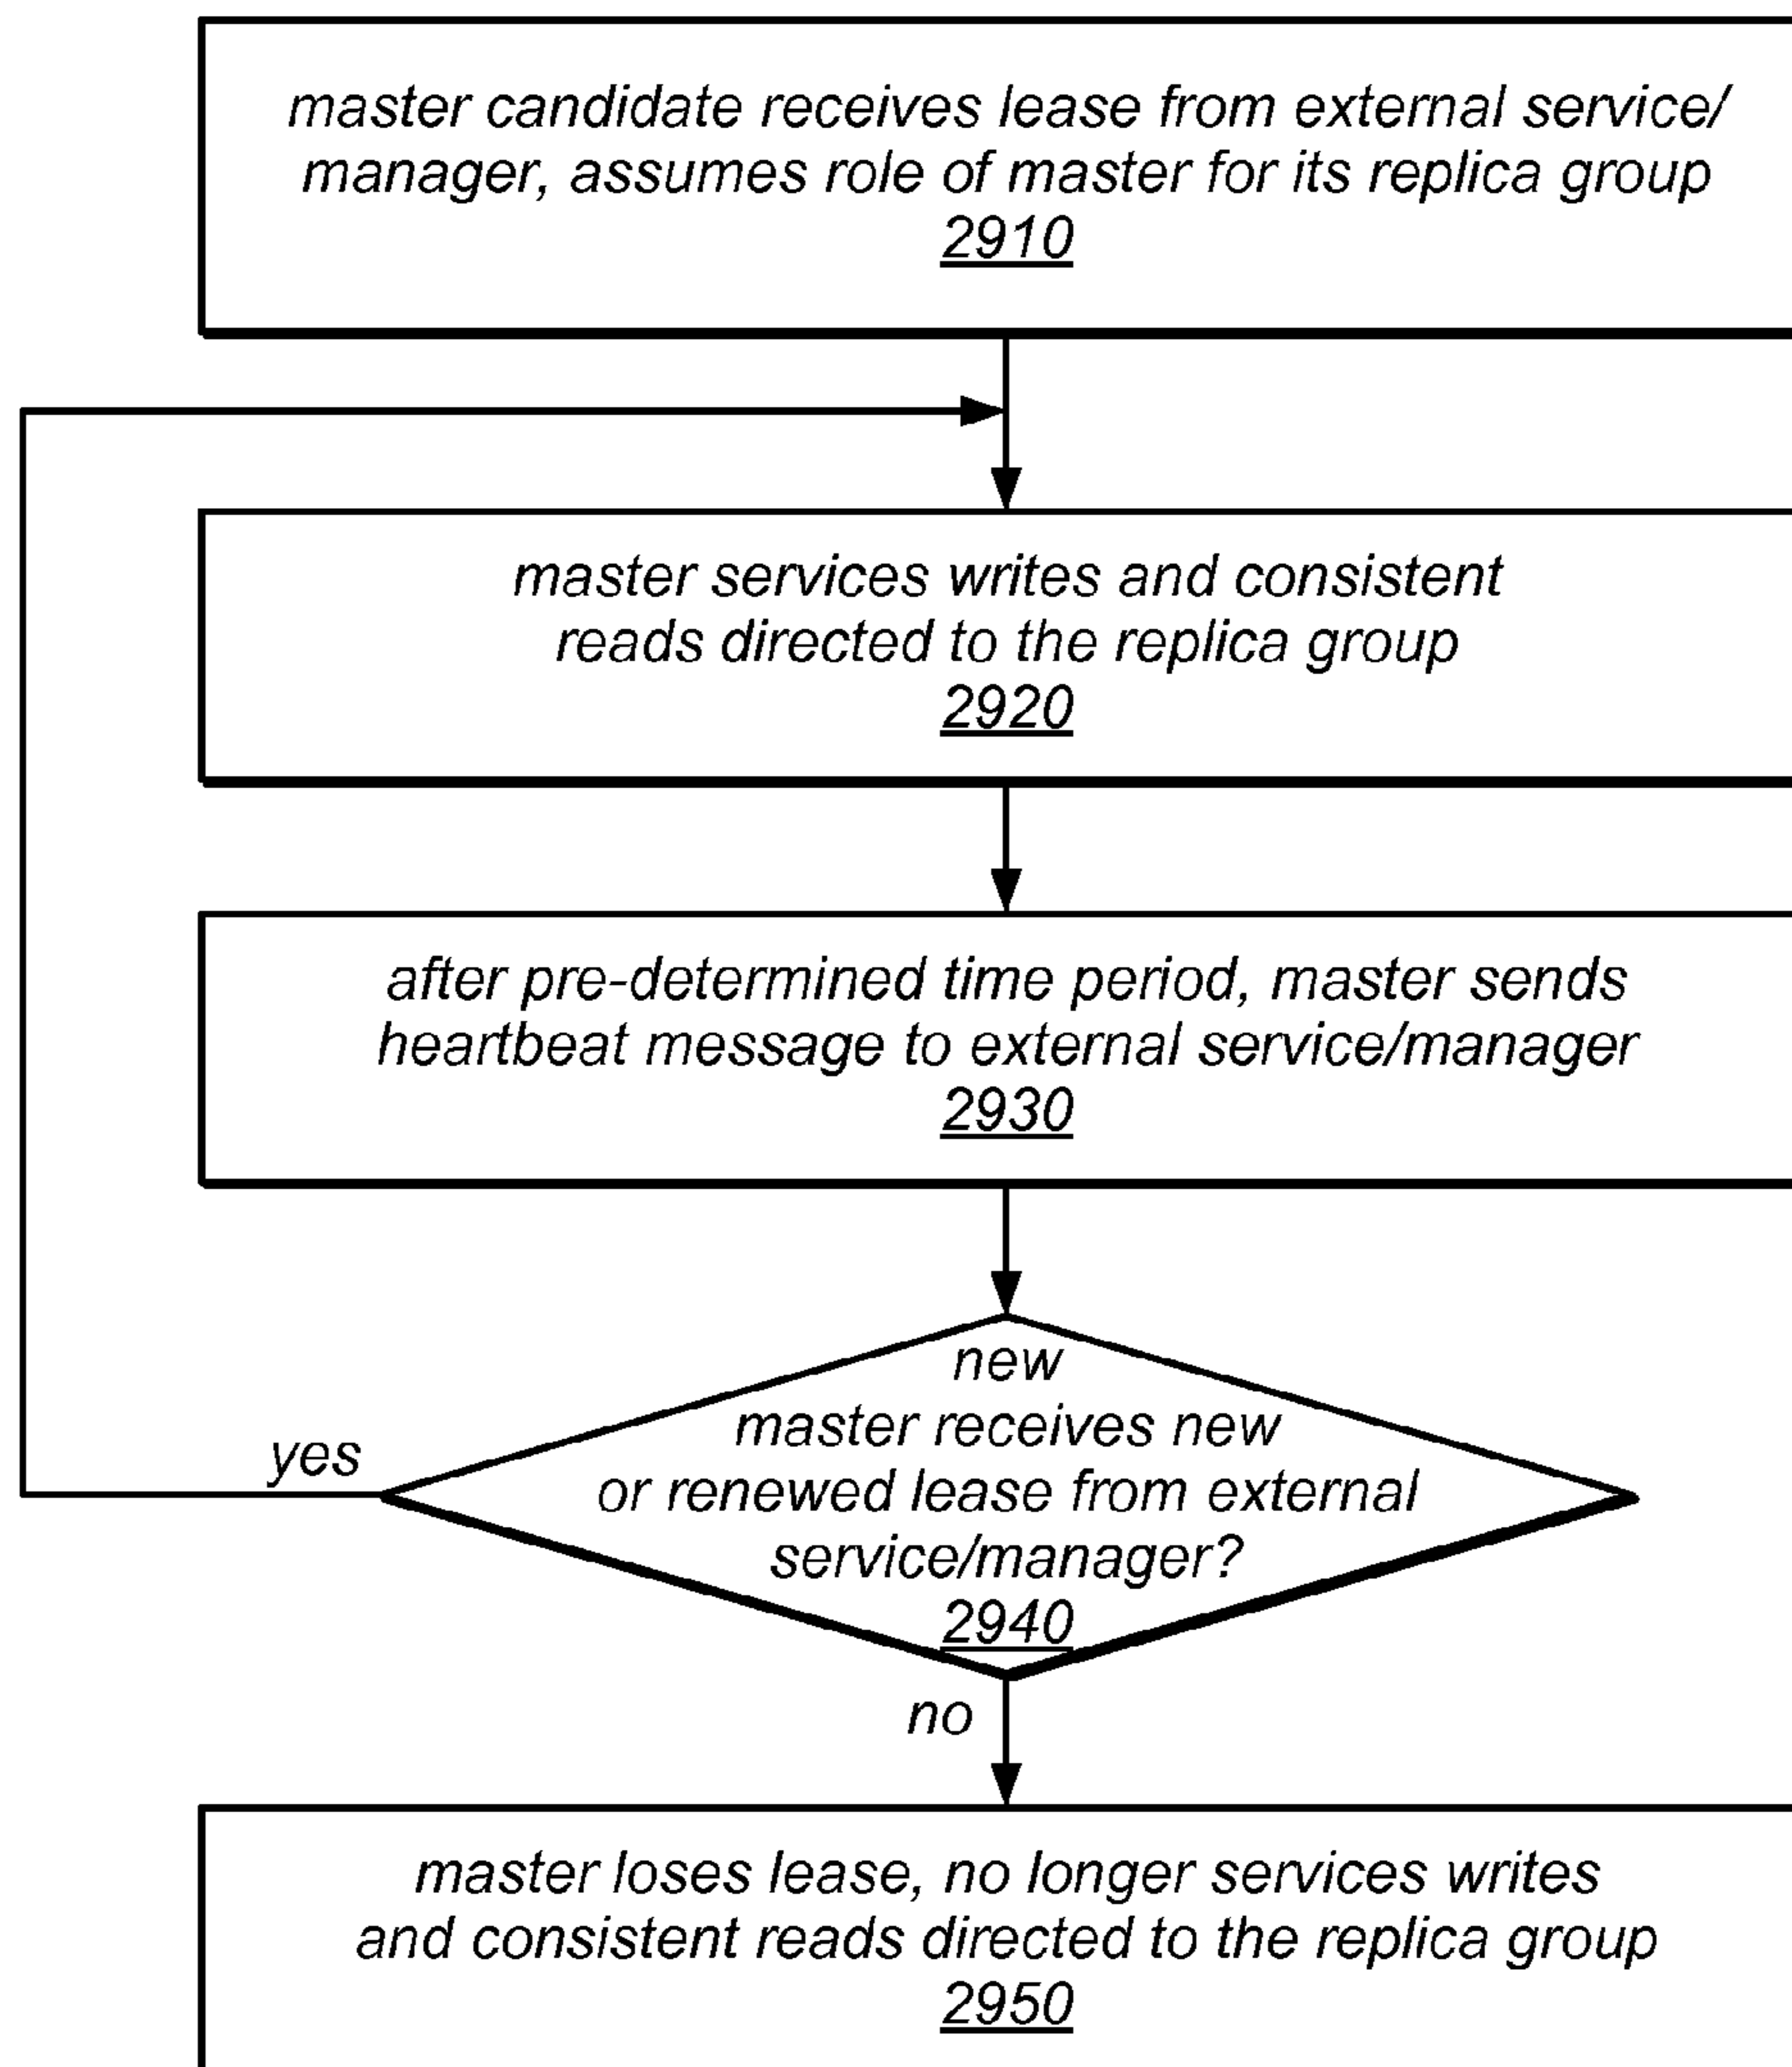 master candidate receives lease from external service/
manager, assumes role of master for its replica group
2910
master services writes and consistent
reads directed to the replica group
2920
after pre-determined time period, master sends
heartbeat message to external service/manager
2930
new
master receives new
or renewed lease from external
service/manager?
2940
yes
no
master loses lease, no longer services writes
and consistent reads directed to the replica group
2950